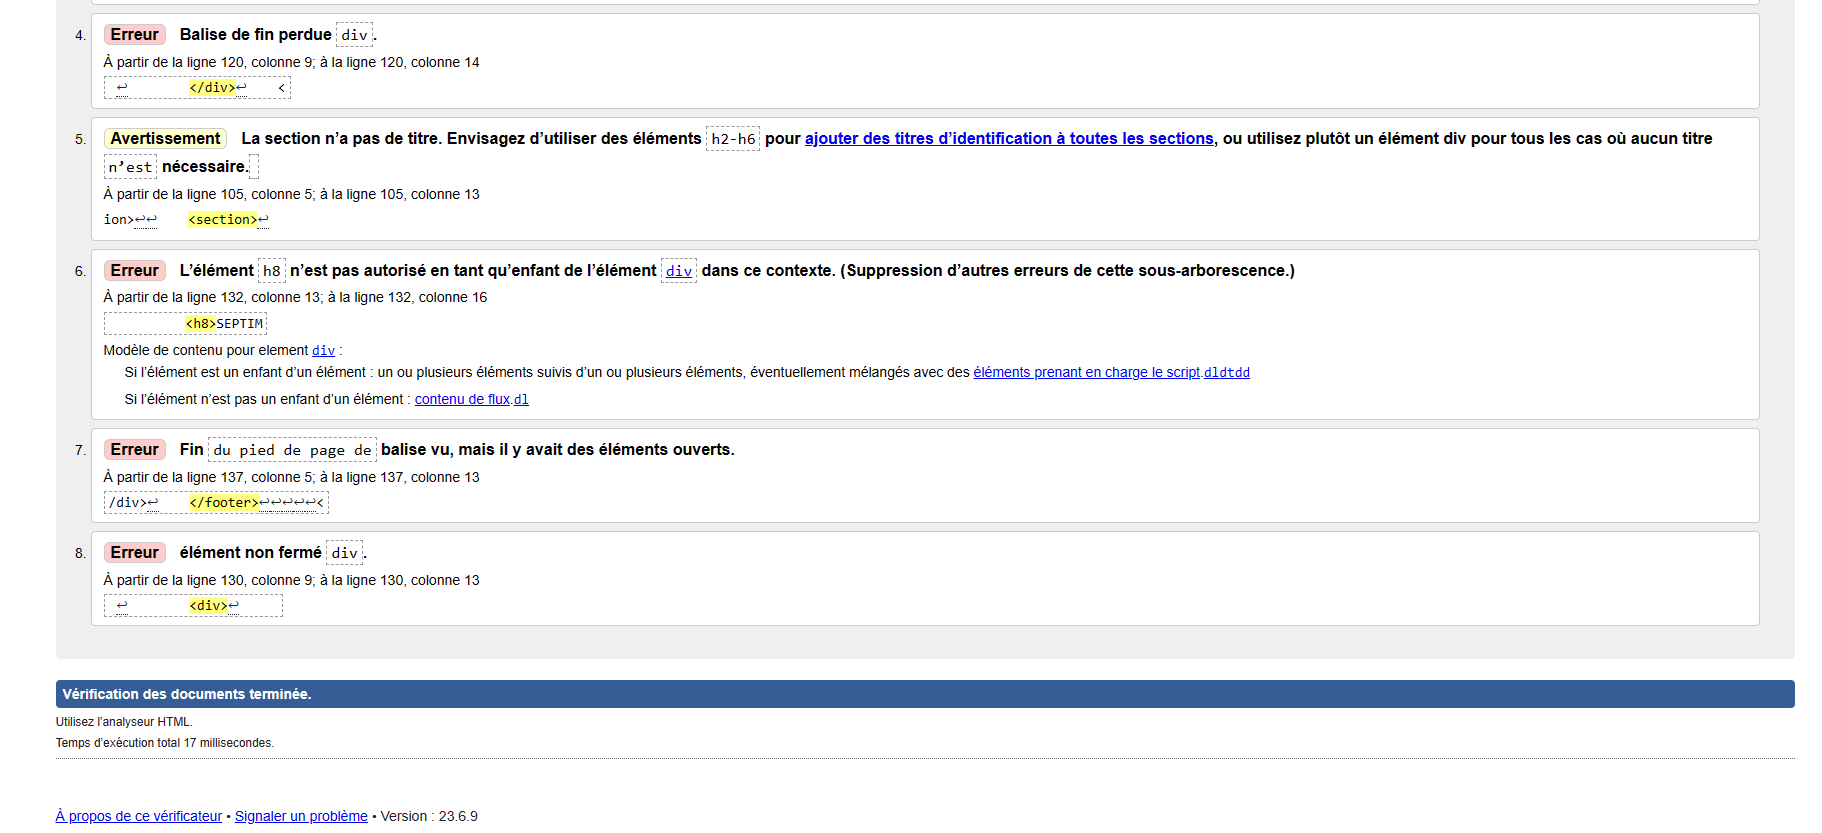 4. Erreur Balise de fin perdue div.
À partir de la ligne 120, colonne 9; à la ligne 120, colonne 14
↩ </div>↩ <
5. Avertissement La section n’a pas de titre. Envisagez d’utiliser des éléments h2-h6 pour ajouter des titres d’identification à toutes les sections, ou utilisez plutôt un élément div pour tous les cas où aucun titre
n’est nécessaire.
À partir de la ligne 105, colonne 5; à la ligne 105, colonne 13
ion>↩↩ <section>↩
6. Erreur L’élément h8 n’est pas autorisé en tant qu’enfant de l’élément div dans ce contexte. (Suppression d’autres erreurs de cette sous-arborescence.)
À partir de la ligne 132, colonne 13; à la ligne 132, colonne 16
<h8>SEPTIM
Modèle de contenu pour element div :
Si l’élément est un enfant d’un élément : un ou plusieurs éléments suivis d’un ou plusieurs éléments, éventuellement mélangés avec des éléments prenant en charge le script.dldtdd
Si l’élément n’est pas un enfant d’un élément : contenu de flux.dl
7. Erreur Fin du pied de page de balise vu, mais il y avait des éléments ouverts.
À partir de la ligne 137, colonne 5; à la ligne 137, colonne 13
/div>↩ </footer>↩↩↩↩↩<
8. Erreur élément non fermé div.
À partir de la ligne 130, colonne 9; à la ligne 130, colonne 13
↩ <div>↩
Vérification des documents terminée.
Utilisez l’analyseur HTML.
Temps d’exécution total 17 millisecondes.
À propos de ce vérificateur • Signaler un problème • Version : 23.6.9